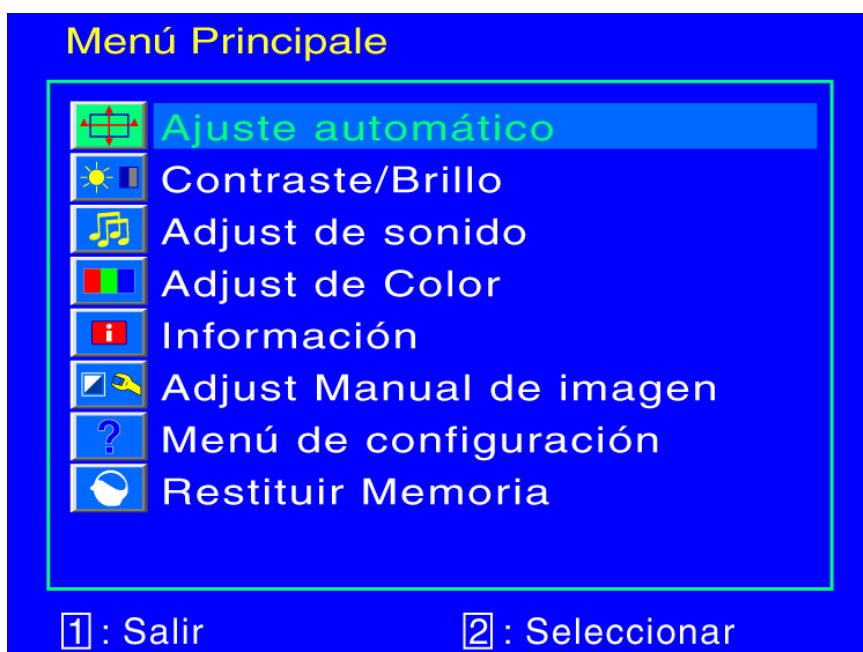 Menú Principale
Ajuste automático
Contraste/Brillo
Adjust de sonido
Adjust de Color
Información
Adjust Manual de imagen
Menú de configuración
Restituir Memoria
1 : Salir 2 : Seleccionar